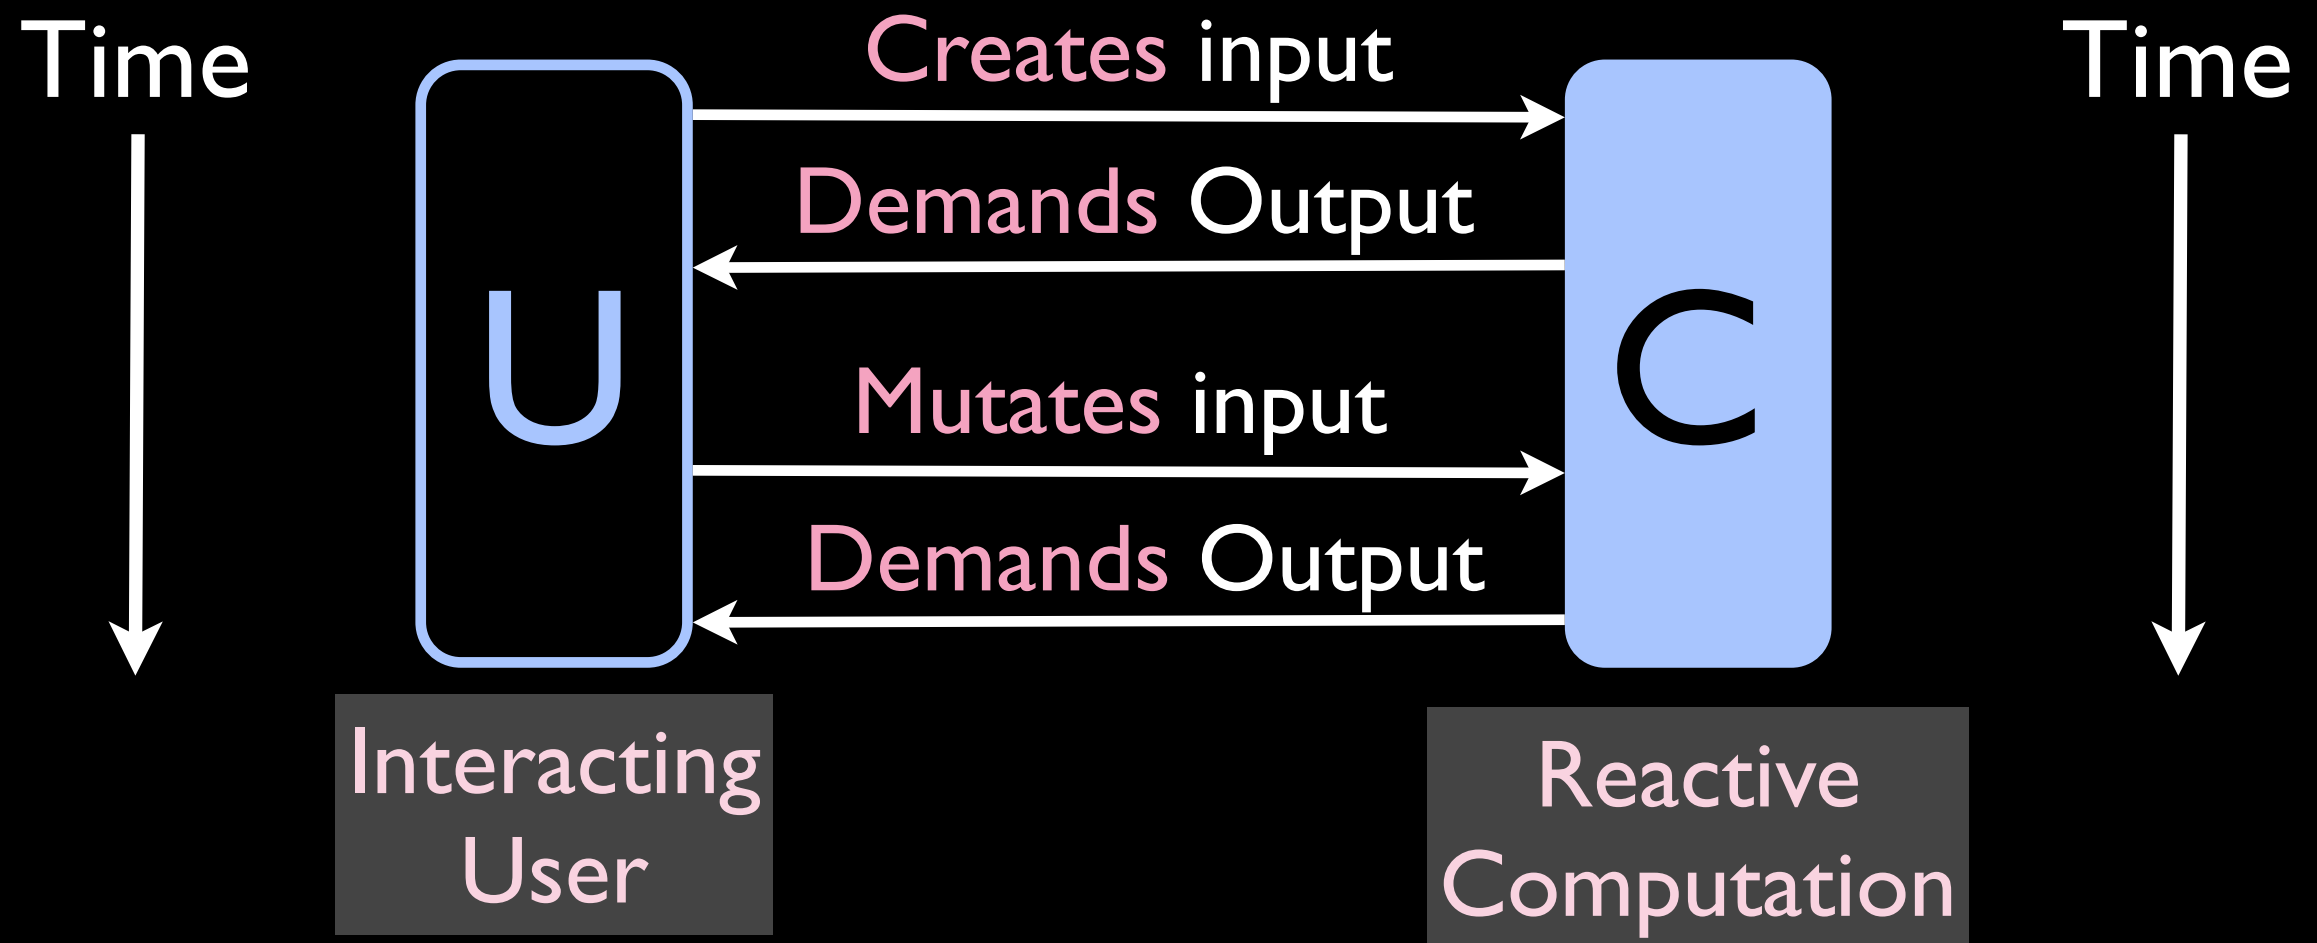 Time
Creates input
Time
Demands Output
U
C
Mutates input
Demands Output
Interacting
User
Reactive
Computation